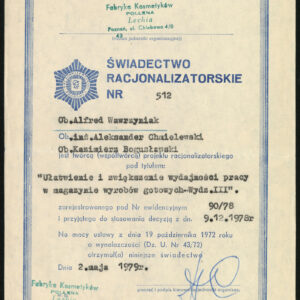 Fabryka Kosmetyków
POLLENA
Lechia
Poznań, ul. Chlebowa 4/8
ŚWIADECTWO
RACJONALIZATORSKIE
NR 512
Ob. Alfred Wawrzyniak
Ob. inż. Aleksander Chmielewski
Ob. Kazimierz Bogusławski
jest twórcą (współtwórcą) projektu racjonalizatorskiego
pod tytułem:
"Ułatwienie i zwiększenie wydajności pracy
w magazynie wyrobów gotowych-Wydz.III".
zarejestrowanego pod Nr ewidencyjnym 90/78
i przyjętego do stosowania decyzją z dn. 9.12.1978r
Na mocy ustawy z dnia 19 października 1972 roku
o wynalazczości (Dz. U. Nr 43/72)
otrzymuł(a) niniejsze świadectwo
Dnia 2.maja 1979r.
Fabryka Kosmetyków
POLLENA